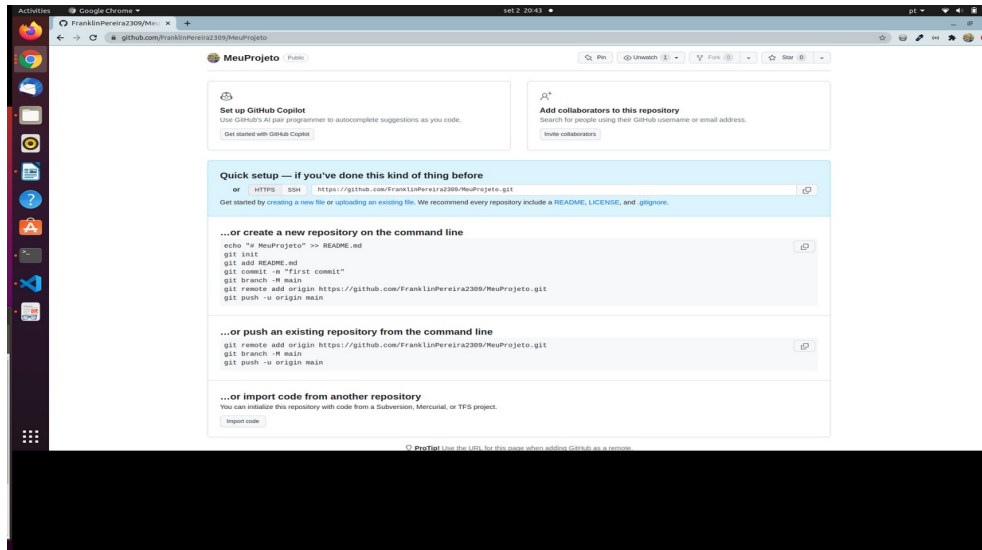 Activities Google Chrome set 2 20:43 pt
FranklinPereira2309/Meu
github.com/FranklinPereira2309/MeuProjeto
MeuProjeto Public Pin Unwatch 1 Fork 0 Star 0
Set up GitHub Copilot
Use GitHub's AI pair programmer to autocomplete suggestions as you code.
Get started with GitHub Copilot
Add collaborators to this repository
Search for people using their GitHub username or email address.
Invite collaborators
Quick setup — if you've done this kind of thing before
or HTTPS SSH https://github.com/FranklinPereira2309/MeuProjeto.git
Get started by creating a new file or uploading an existing file. We recommend every repository include a README, LICENSE, and .gitignore.
…or create a new repository on the command line
echo "# MeuProjeto" >> README.md
git init
git add README.md
git commit -m "first commit"
git branch -M main
git remote add origin https://github.com/FranklinPereira2309/MeuProjeto.git
git push -u origin main
…or push an existing repository from the command line
git remote add origin https://github.com/FranklinPereira2309/MeuProjeto.git
git branch -M main
git push -u origin main
…or import code from another repository
You can initialize this repository with code from a Subversion, Mercurial, or TFS project.
Import code
ProTip! Use the URL for this page when adding GitHub as a remote.